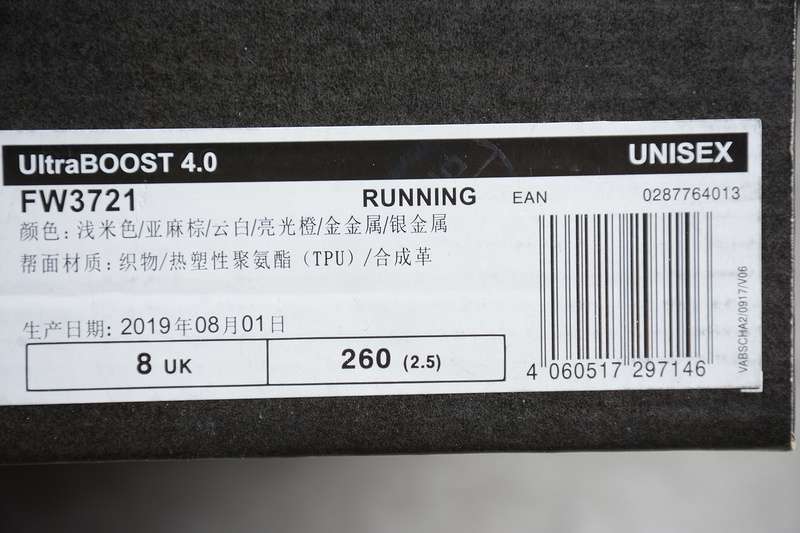 UltraBOOST 4.0 UNISEX
FW3721 RUNNING EAN 0287764013
颜色: 浅米色/亚麻棕/云白/亮光橙/金金属/银金属
帮面材质: 织物/热塑性聚氨酯（TPU）/合成革
生产日期: 2019年08月01日
8 UK 260 (2.5)
4 060517 297146
VABSCHA2/0917/V06